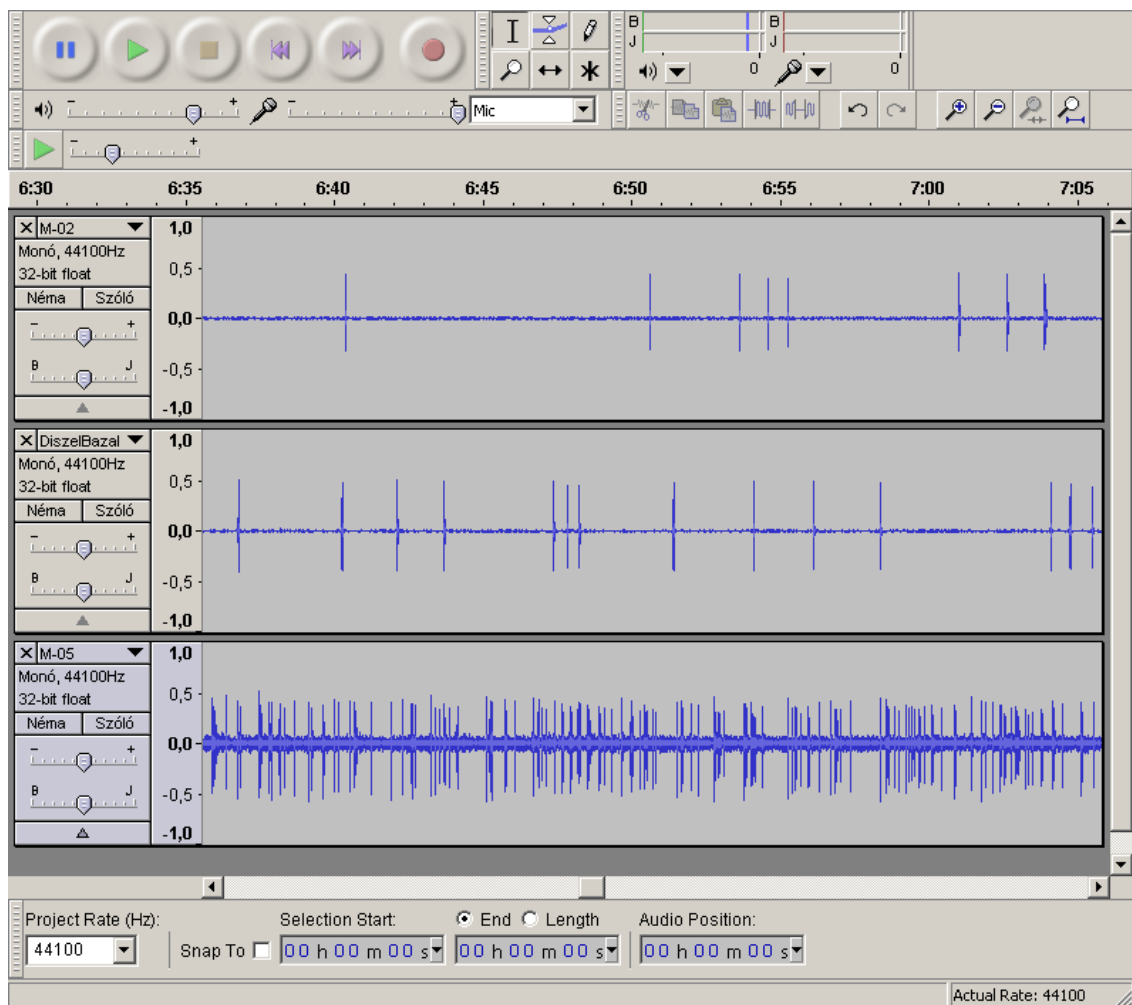 B
J
B
J
0
0
Mic
6:30 6:35 6:40 6:45 6:50 6:55 7:00 7:05
M-02
Monó, 44100Hz
32-bit float
Néma Szóló
- +
B J
1,0
0,5
0,0
-0,5
-1,0
DiszelBazal
Monó, 44100Hz
32-bit float
Néma Szóló
- +
B J
1,0
0,5
0,0
-0,5
-1,0
M-05
Monó, 44100Hz
32-bit float
Néma Szóló
- +
B J
1,0
0,5
0,0
-0,5
-1,0
Project Rate (Hz): Selection Start: End Length Audio Position:
44100 Snap To 00 h 00 m 00 s 00 h 00 m 00 s 00 h 00 m 00 s
Actual Rate: 44100